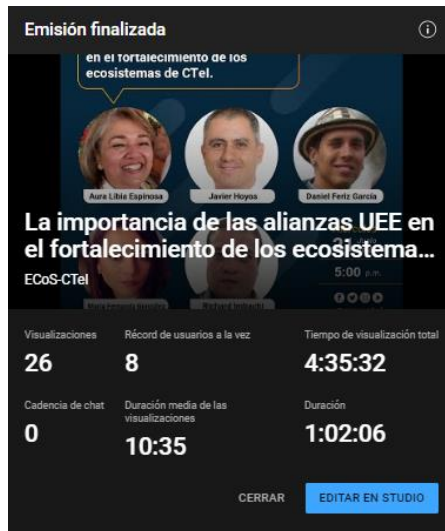 Emisión finalizada
en el fortalecimiento de los
ecosistemas de CTeI.
Aura Libia Espinosa
Javier Hoyos
Daniel Feriz García
La importancia de las alianzas UEE en
el fortalecimiento de los ecosistema...
5:00 p.m.
ECoS-CTeI
Visualizaciones
Récord de usuarios a la vez
Tiempo de visualización total
26
8
4:35:32
Cadencia de chat
Duración media de las
visualizaciones
Duración
0
10:35
1:02:06
CERRAR
EDITAR EN STUDIO